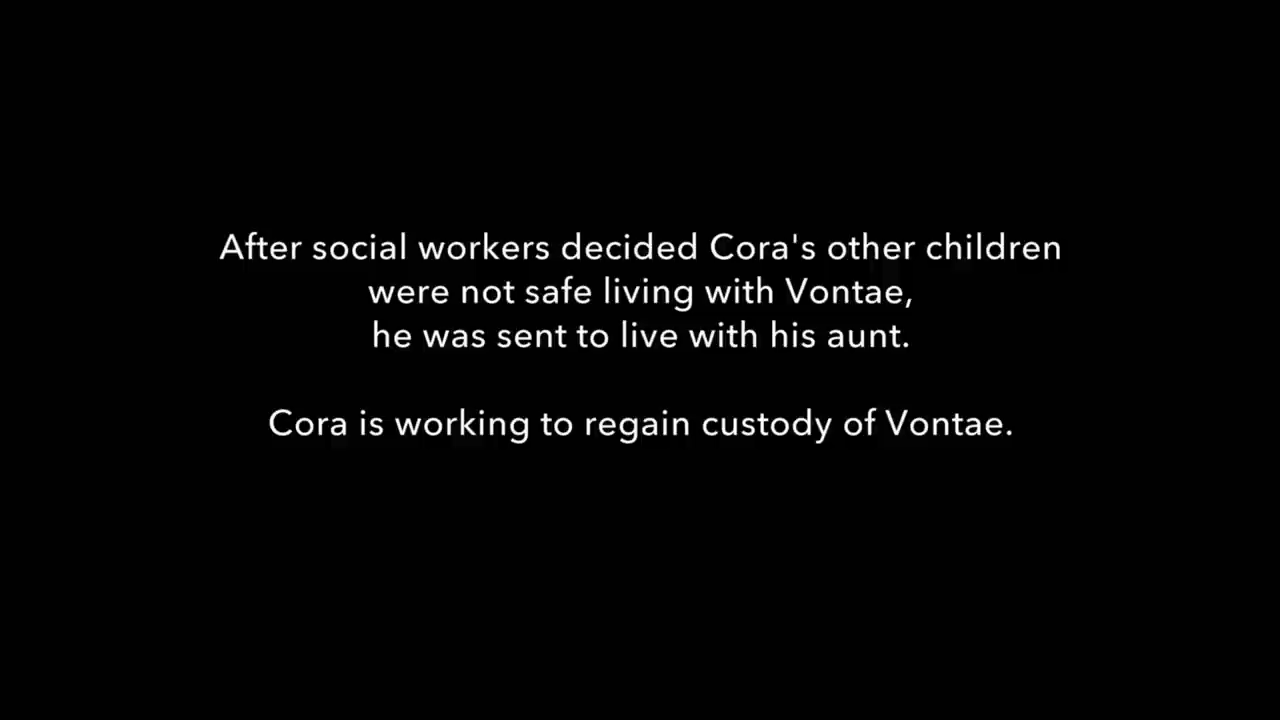 After social workers decided Cora's other children
were not safe living with Vontae,
he was sent to live with his aunt.
Cora is working to regain custody of Vontae.